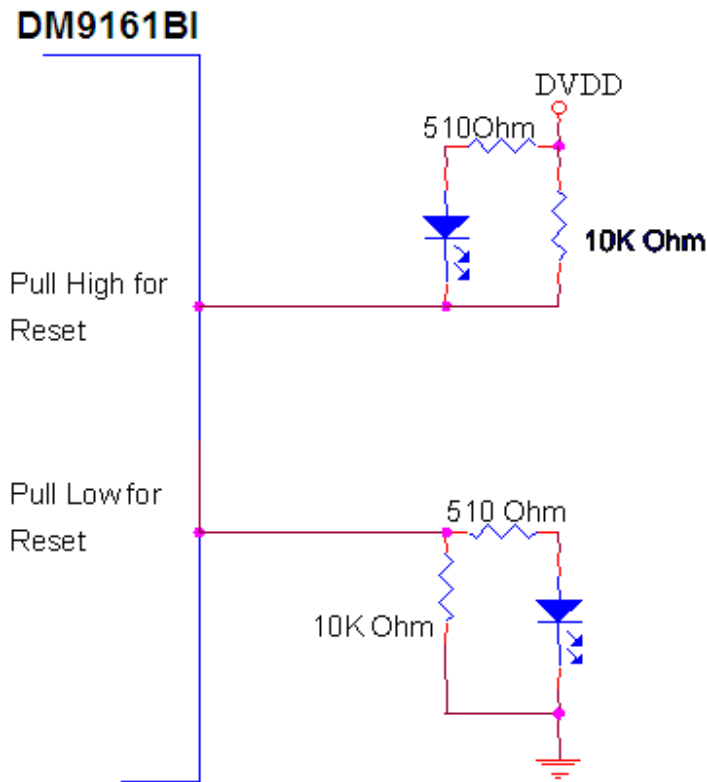 DM9161BI
DVDD
510Ohm
10K Ohm
Pull High for
Reset
Pull Low for
Reset
510 Ohm
10K Ohm